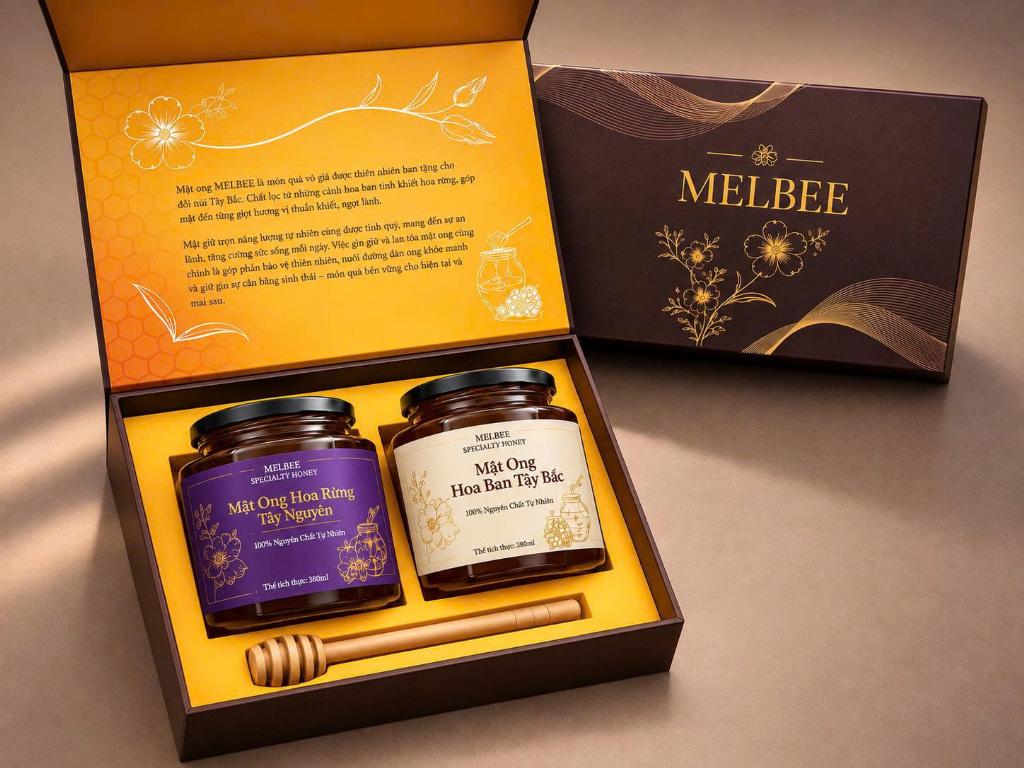 Mật ong MELBEE là món quà vô giá được thiên nhiên ban tặng cho
đồi núi Tây Bắc. Chất lọc từ những cánh hoa ban tinh khiết hoa rừng, góp
mật đến từng giọt hương vị thuần khiết, ngọt lành.
Mật giữ trọn năng lượng tự nhiên cùng được tinh quý, mang đến sự an
lành, tăng cường sức sống mỗi ngày. Việc gìn giữ và lan tỏa mật ong cùng
chính là góp phần bảo vệ thiên nhiên, nuôi dưỡng đàn ong khỏe mạnh
và giữ gìn sự cân bằng sinh thái – món quà bền vững cho hiện tại và
mai sau.
MELBEE
MELBEE
SPECIALTY HONEY
Mật Ong Hoa Rừng
Tây Nguyên
100% Nguyên Chất Tự Nhiên
Thể tích thực: 380ml
MELBEE
SPECIALTY HONEY
Mật Ong
Hoa Ban Tậy Bắc
100% Nguyên Chất Tự Nhiên
Thể tích thực: 380ml